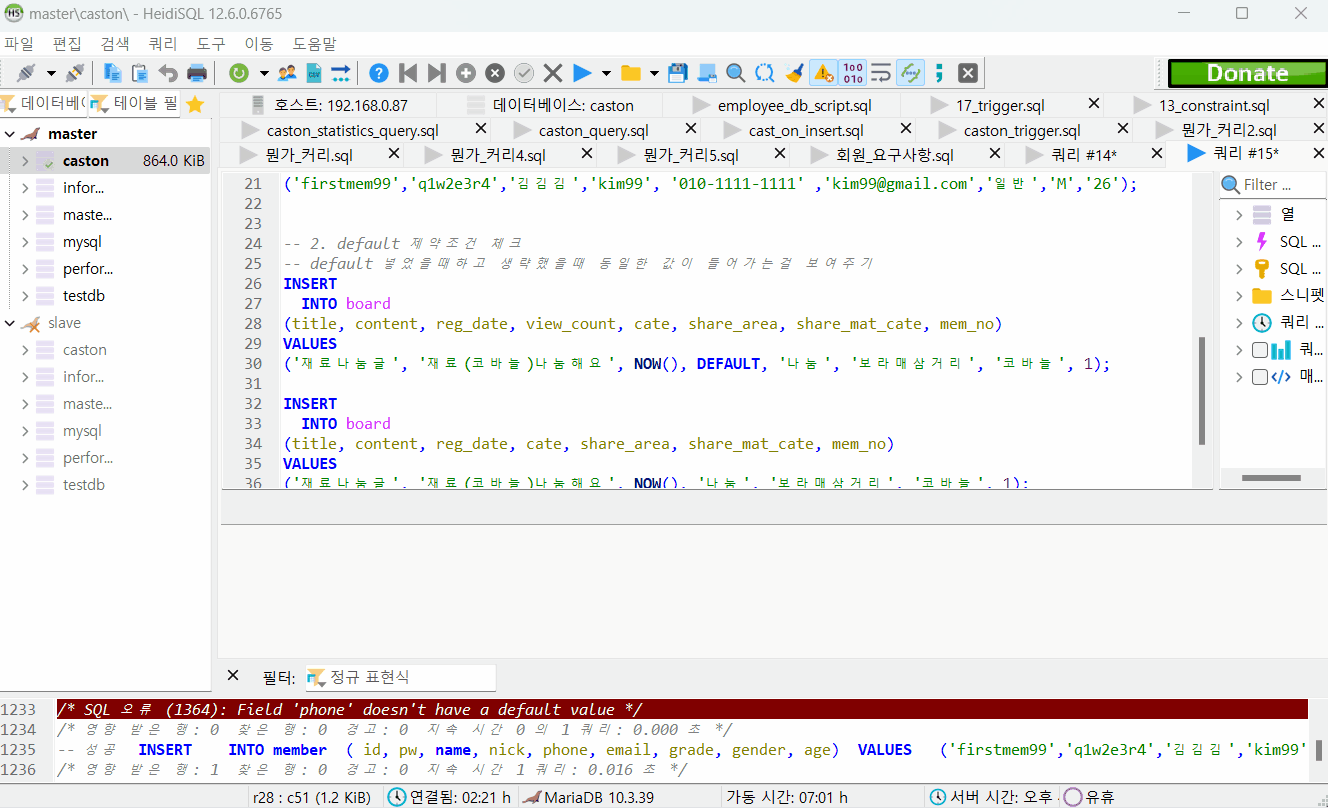 master\caston\ - HeidiSQL 12.6.0.6765
파일 편집 검색 쿼리 도구 이동 도움말
Donate
데이터베 테이블 필
호스트: 192.168.0.87 데이터베이스: caston employee_db_script.sql 17_trigger.sql 13_constraint.sql
caston_statistics_query.sql caston_query.sql cast_on_insert.sql caston_trigger.sql 뭔가_커리2.sql
뭔가_커리.sql 뭔가_커리4.sql 뭔가_커리5.sql 회원_요구사항.sql 쿼리 #14* 쿼리 #15*
master
caston 864.0 KiB
infor...
maste...
mysql
perfor...
testdb
slave
caston
infor...
maste...
mysql
perfor...
testdb
21 ('firstmem99','q1w2e3r4','김김김','kim99', '010-1111-1111' ,'kim99@gmail.com','일반','M','26');
22
23
24 -- 2. default 제약조건 체크
25 -- default 넣었을때하고 생략했을때 동일한 값이 들어가는걸 보여주기
26 INSERT
27 INTO board
28 (title, content, reg_date, view_count, cate, share_area, share_mat_cate, mem_no)
29 VALUES
30 ('재료나눔글', '재료(코바늘)나눔해요', NOW(), DEFAULT, '나눔', '보라매삼거리', '코바늘', 1);
31
32 INSERT
33 INTO board
34 (title, content, reg_date, cate, share_area, share_mat_cate, mem_no)
35 VALUES
36 ('재료나눔글', '재료(코바늘)나눔해요', NOW(), '나눔', '보라매삼거리', '코바늘', 1);
Filter ...
열
SQL ...
SQL ...
스니펫
쿼리 ...
쿼...
매...
필터: 정규 표현식
1233 /* SQL 오류 (1364): Field 'phone' doesn't have a default value */
1234 /* 영향 받은 행: 0 찾은 행: 0 경고: 0 지속 시간 0 의 1 쿼리: 0.000 초 */
1235 -- 성공 INSERT INTO member ( id, pw, name, nick, phone, email, grade, gender, age) VALUES ('firstmem99','q1w2e3r4','김김김','kim99'
1236 /* 영향 받은 행: 1 찾은 행: 0 경고: 0 지속 시간 1 쿼리: 0.016 초 */
r28 : c51 (1.2 KiB) 연결됨: 02:21 h MariaDB 10.3.39 가동 시간: 07:01 h 서버 시간: 오후 유휴